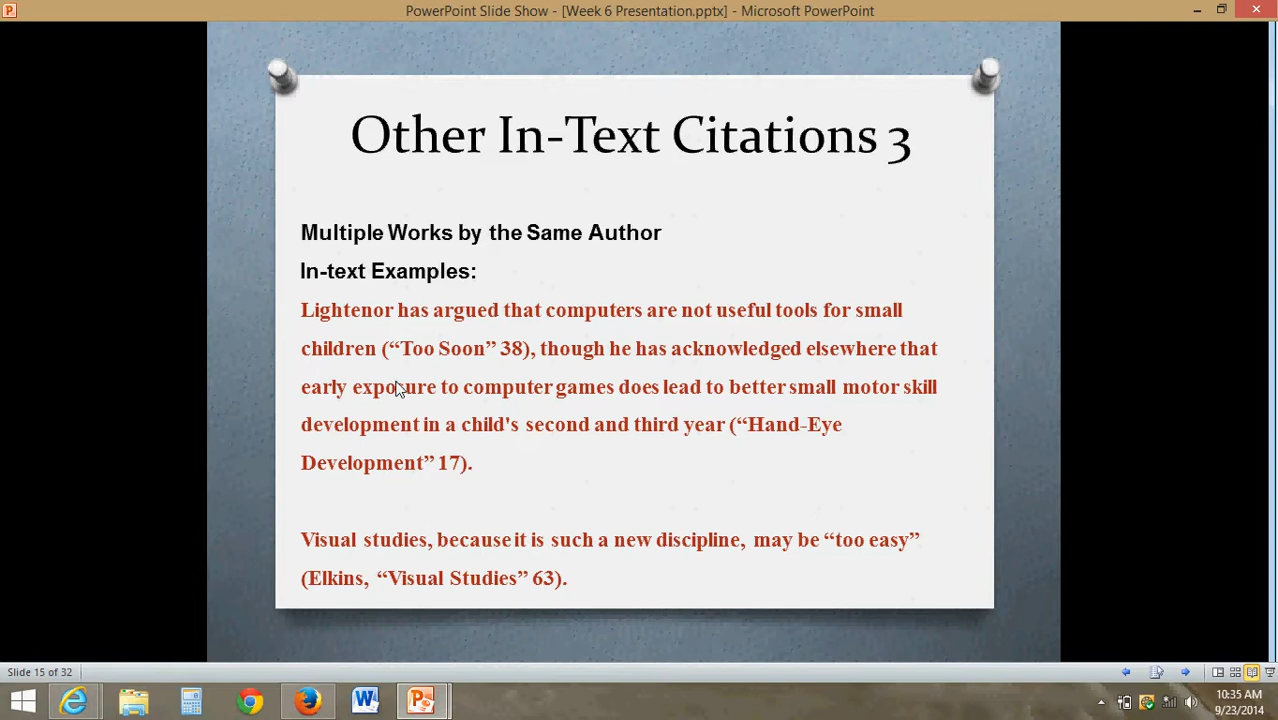 PowerPoint Slide Show - [Week 6 Presentation.pptx] - Microsoft PowerPoint
Other In-Text Citations 3
Multiple Works by the Same Author
In-text Examples:
Lightenor has argued that computers are not useful tools for small
children (“Too Soon” 38), though he has acknowledged elsewhere that
early exposure to computer games does lead to better small motor skill
development in a child's second and third year (“Hand-Eye
Development” 17).
Visual studies, because it is such a new discipline, may be “too easy”
(Elkins, “Visual Studies” 63).
Slide 15 of 32
10:35 AM
9/23/2014